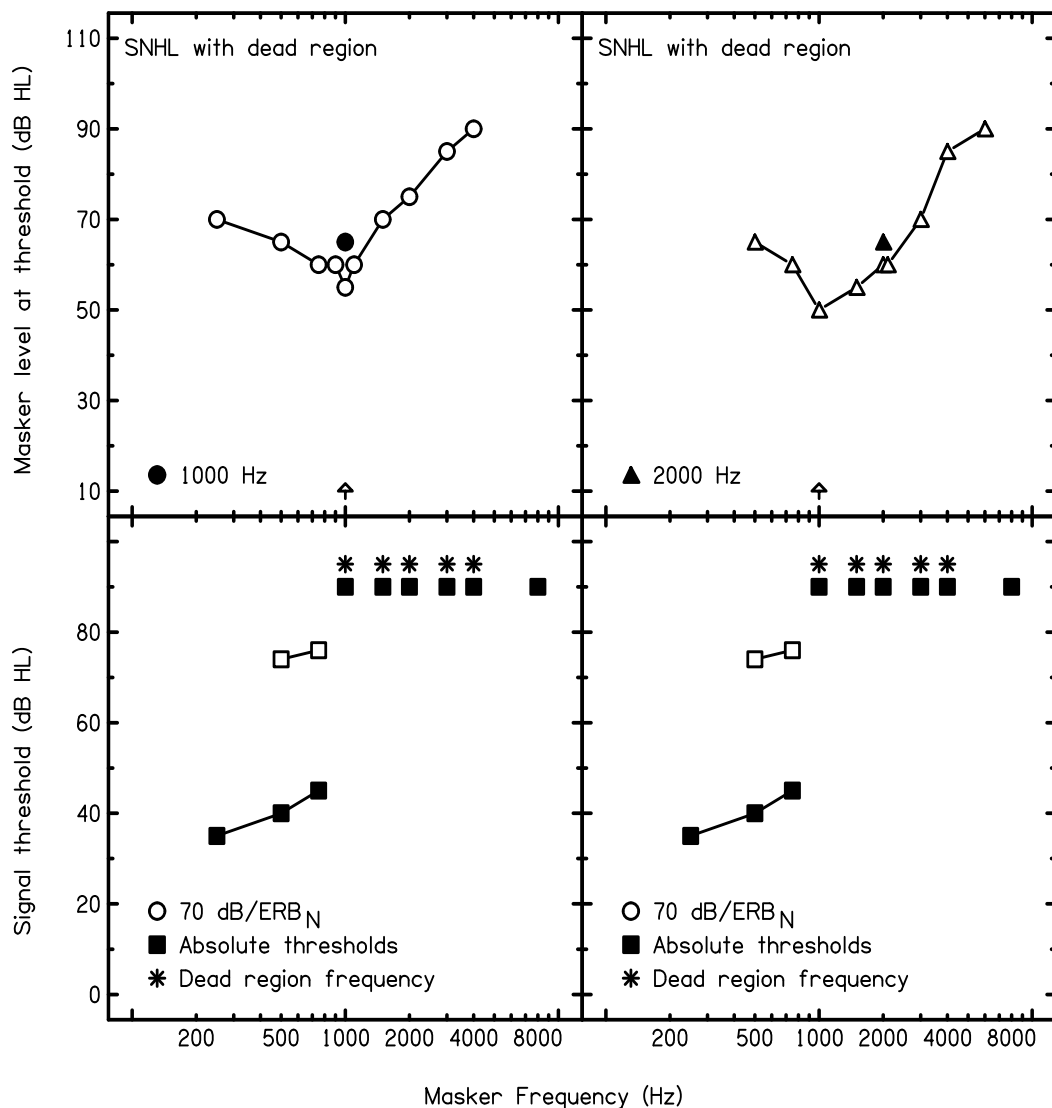 SNHL with dead region
SNHL with dead region
Masker level at threshold (dB HL)
110
90
70
50
30
10
1000 Hz
2000 Hz
Signal threshold (dB HL)
80
60
40
20
0
70 dB/ERB_N
Absolute thresholds
Dead region frequency
70 dB/ERB_N
Absolute thresholds
Dead region frequency
200 500 1000 2000 4000 8000
200 500 1000 2000 4000 8000
Masker Frequency (Hz)